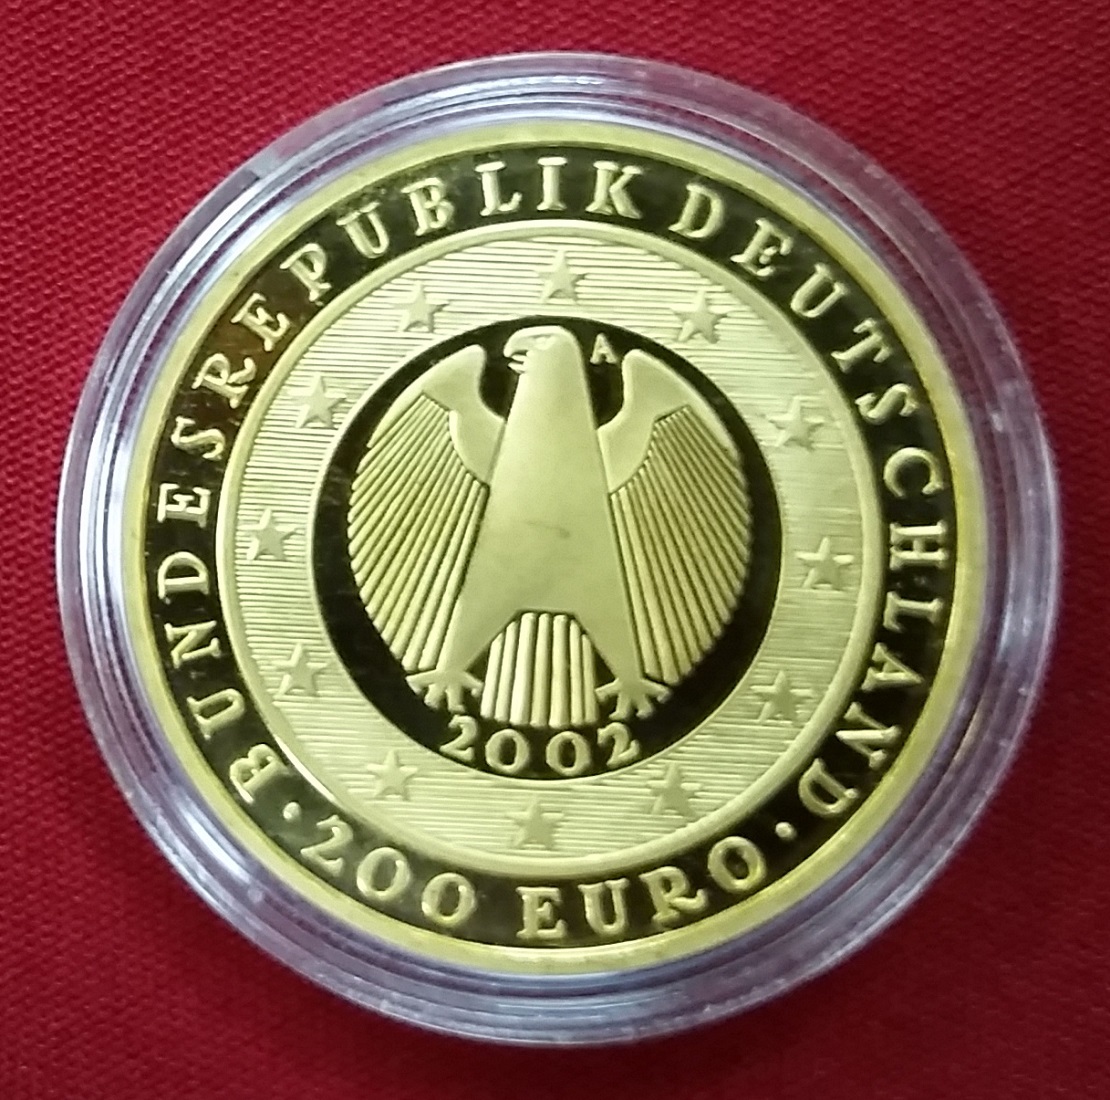 BUNDESREPUBLIK DEUTSCHLAND
· 200 EURO ·
A
2002